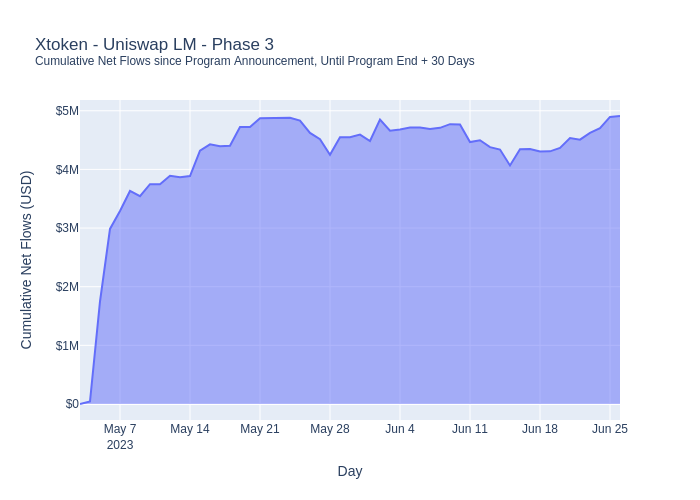 Xtoken - Uniswap LM - Phase 3
Cumulative Net Flows since Program Announcement, Until Program End + 30 Days
Cumulative Net Flows (USD)
$5M
$4M
$3M
$2M
$1M
$0
May 7
2023
May 14
May 21
May 28
Jun 4
Jun 11
Jun 18
Jun 25
Day